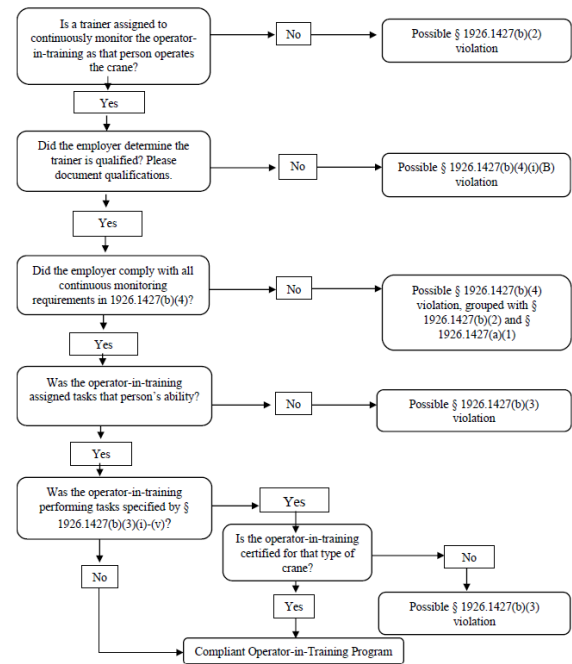 Is a trainer assigned to
continuously monitor the operator-
in-training as that person operates
the crane?
No
Possible § 1926.1427(b)(2)
violation
Yes
Did the employer determine the
trainer is qualified? Please
document qualifications.
No
Possible § 1926.1427(b)(4)(i)(B)
violation
Yes
Did the employer comply with all
continuous monitoring
requirements in 1926.1427(b)(4)?
No
Possible § 1926.1427(b)(4)
violation, grouped with §
1926.1427(b)(2) and §
1926.1427(a)(1)
Yes
Was the operator-in-training
assigned tasks that person’s ability?
No
Possible § 1926.1427(b)(3)
violation
Yes
Was the operator-in-training
performing tasks specified by §
1926.1427(b)(3)(i)-(v)?
Yes
Is the operator-in-training
certified for that type of
crane?
No
No
Yes
Possible § 1926.1427(b)(3)
violation
Compliant Operator-in-Training Program